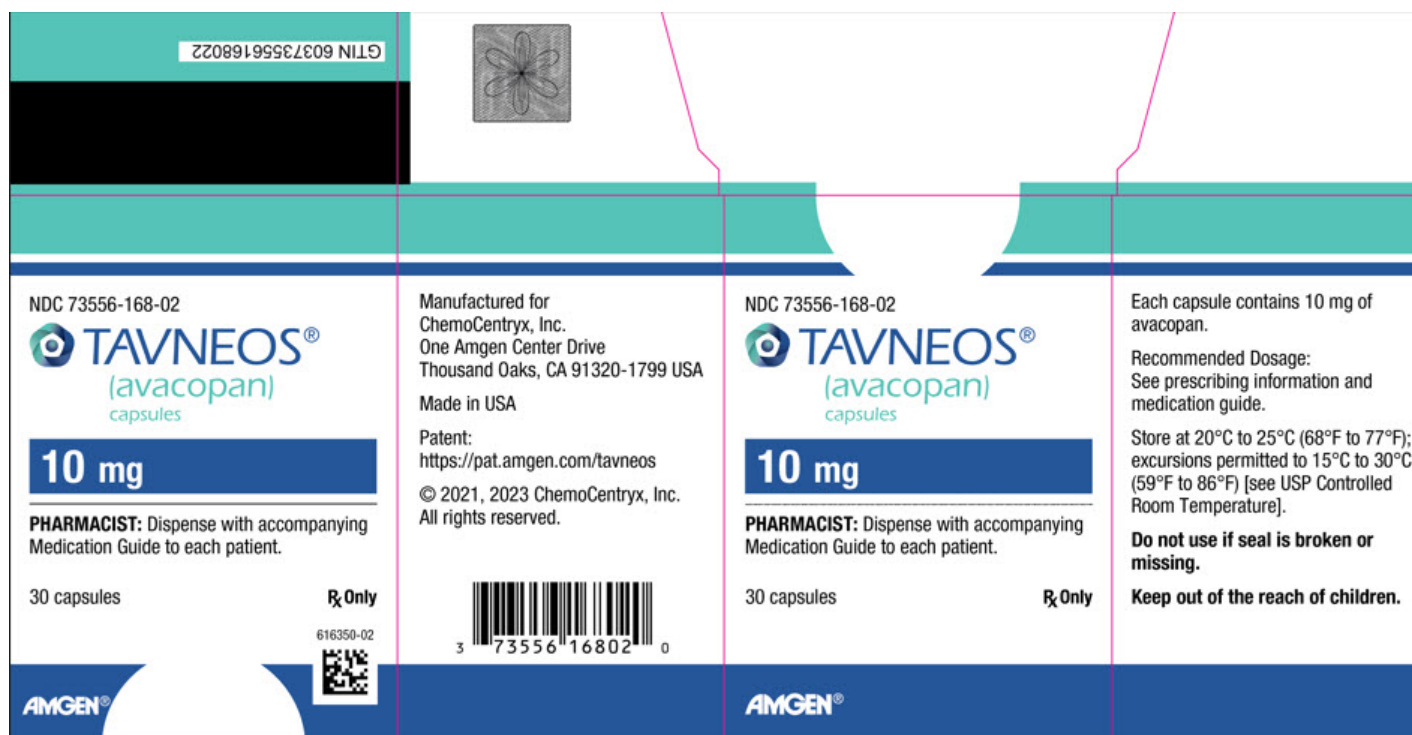 GTIN 60373556168022
NDC 73556-168-02
TAVNEOS®
(avacopan)
capsules
10 mg
PHARMACIST: Dispense with accompanying
Medication Guide to each patient.
30 capsules
Rx Only
616350-02
AMGEN®
Manufactured for
ChemoCentryx, Inc.
One Amgen Center Drive
Thousand Oaks, CA 91320-1799 USA
Made in USA
Patent:
https://pat.amgen.com/tavneos
© 2021, 2023 ChemoCentryx, Inc.
All rights reserved.
3 73556 16802 0
NDC 73556-168-02
TAVNEOS®
(avacopan)
capsules
10 mg
PHARMACIST: Dispense with accompanying
Medication Guide to each patient.
30 capsules
Rx Only
AMGEN®
Each capsule contains 10 mg of
avacopan.
Recommended Dosage:
See prescribing information and
medication guide.
Store at 20°C to 25°C (68°F to 77°F);
excursions permitted to 15°C to 30°C
(59°F to 86°F) [see USP Controlled
Room Temperature].
Do not use if seal is broken or
missing.
Keep out of the reach of children.